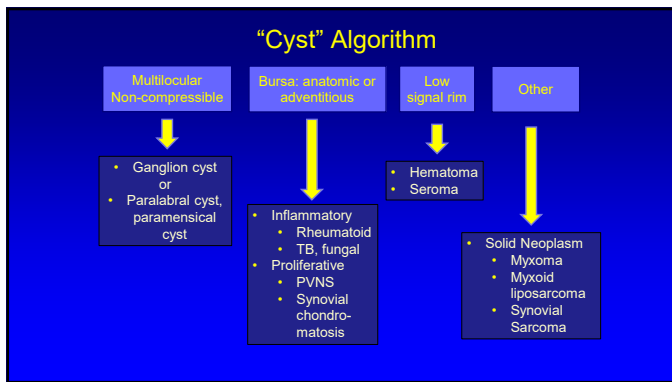 “Cyst” Algorithm
Multilocular
Non-compressible
Bursa: anatomic or
adventitious
Low
signal rim
Other
• Ganglion cyst
or
• Paralabral cyst,
paramensical
cyst
• Inflammatory
• Rheumatoid
• TB, fungal
• Proliferative
• PVNS
• Synovial
chondro-
matosis
• Hematoma
• Seroma
• Solid Neoplasm
• Myxoma
• Myxoid
liposarcoma
• Synovial
Sarcoma